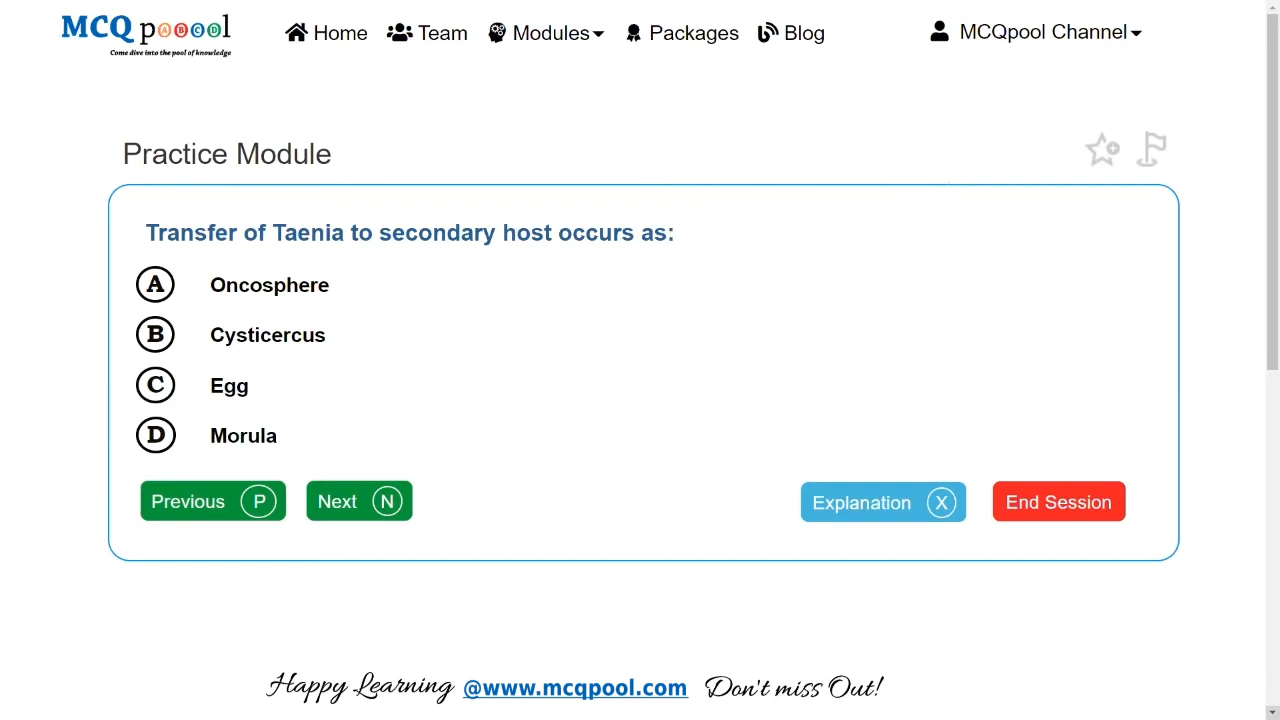 MCQ pooool
Come dive into the pool of knowledge
Home Team Modules Packages Blog MCQpool Channel
Practice Module
Transfer of Taenia to secondary host occurs as:
A Oncosphere
B Cysticercus
C Egg
D Morula
Previous P Next N Explanation X End Session
Happy Learning @www.mcqpool.com Don't miss Out!